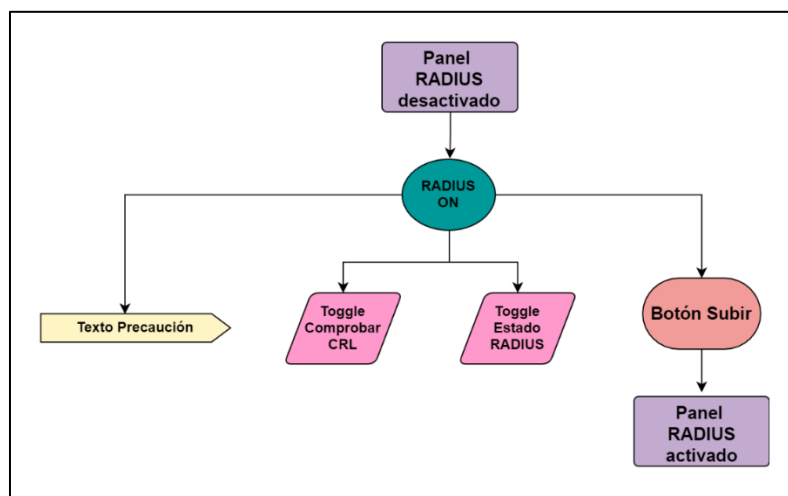 Panel
RADIUS
desactivado
RADIUS
ON
Texto Precaución
Toggle
Comprobar
CRL
Toggle
Estado
RADIUS
Botón Subir
Panel
RADIUS
activado